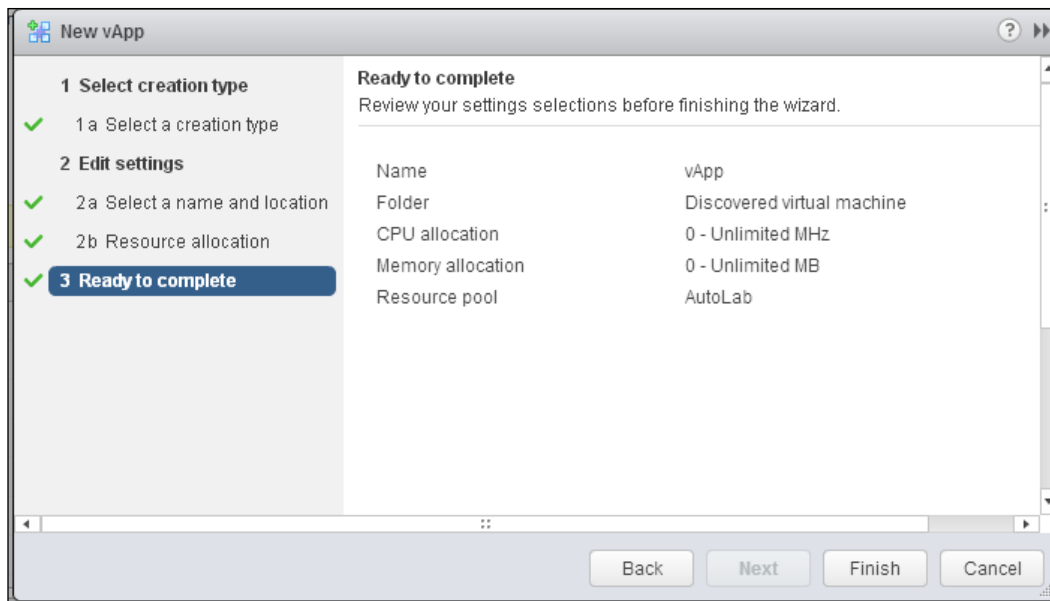 New vApp
?
1 Select creation type
1a Select a creation type
2 Edit settings
2a Select a name and location
2b Resource allocation
3 Ready to complete
Ready to complete
Review your settings selections before finishing the wizard.
Name vApp
Folder Discovered virtual machine
CPU allocation 0 - Unlimited MHz
Memory allocation 0 - Unlimited MB
Resource pool AutoLab
Back Next Finish Cancel